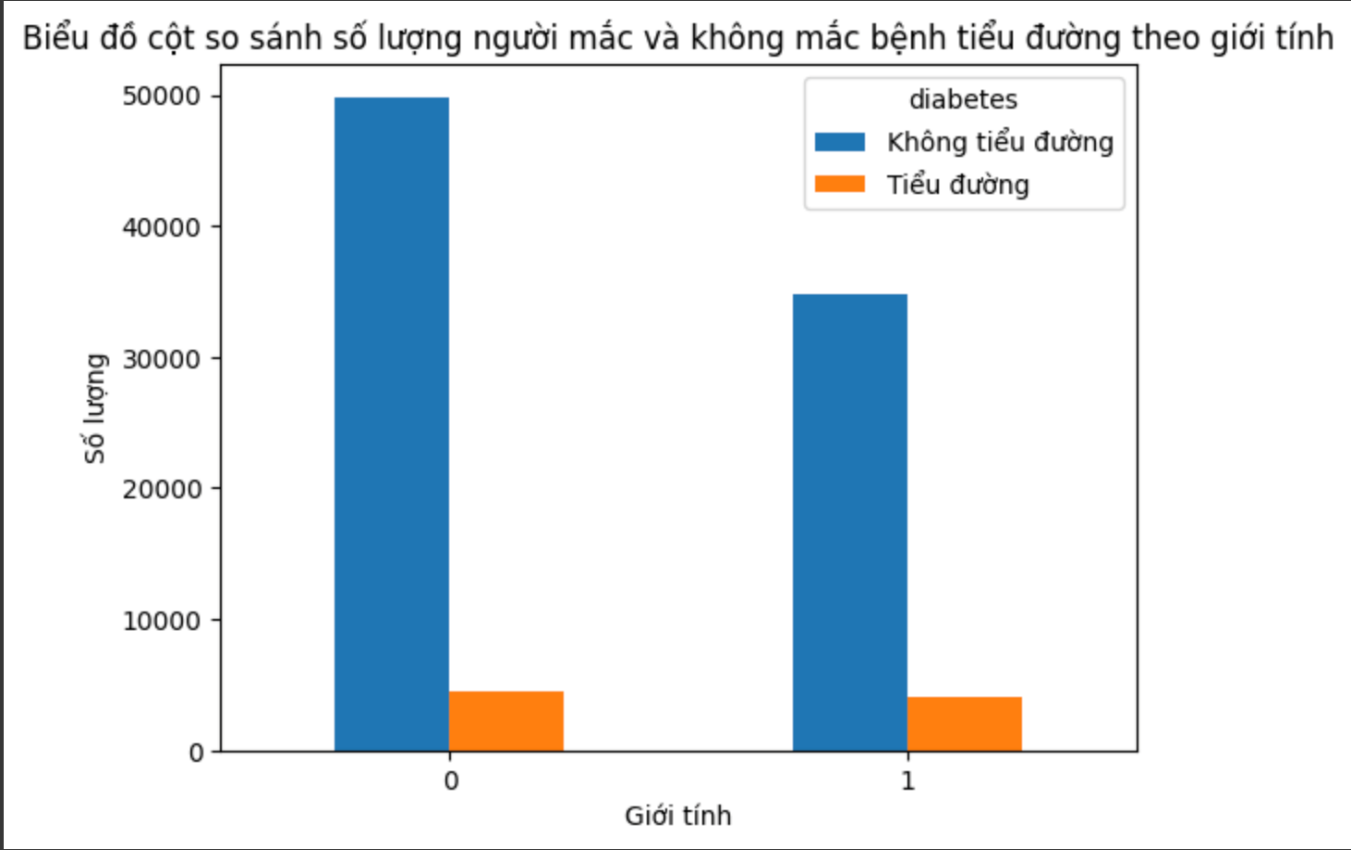 Biểu đồ cột so sánh số lượng người mắc và không mắc bệnh tiểu đường theo giới tính
50000
40000
30000
20000
10000
0
Số lượng
diabetes
Không tiểu đường
Tiểu đường
0
1
Giới tính